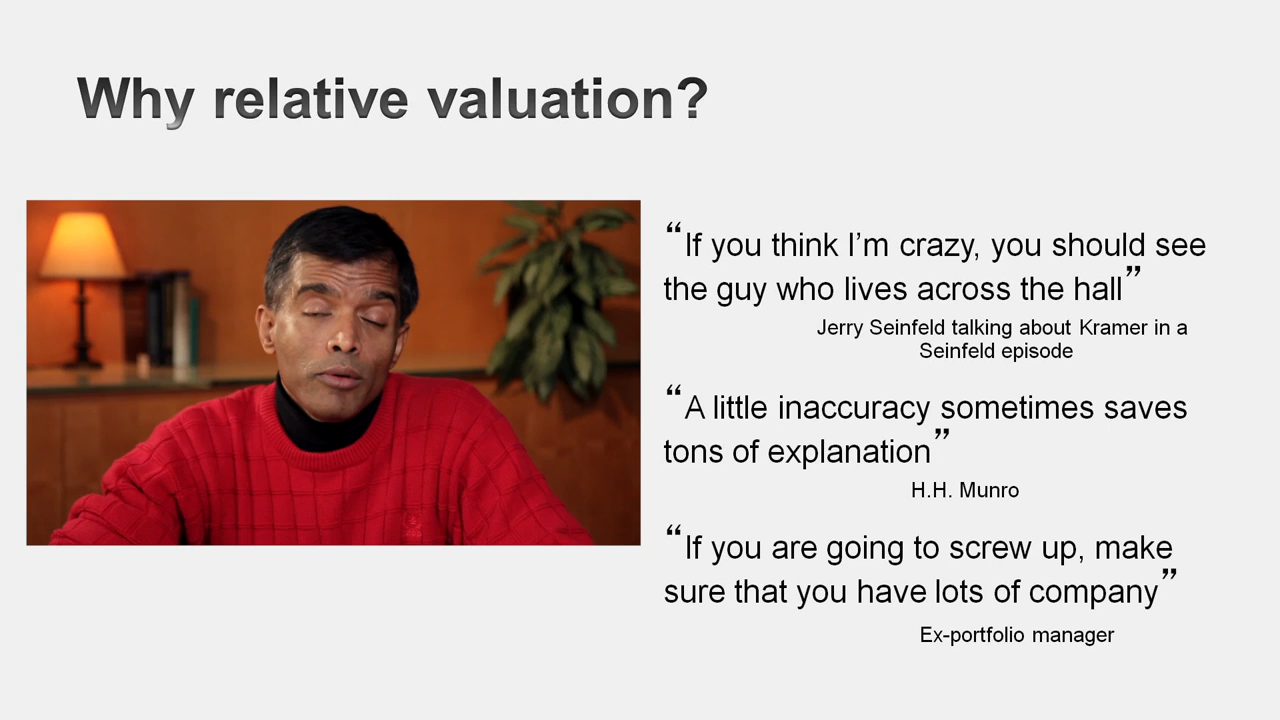 Why relative valuation?
“If you think I’m crazy, you should see
the guy who lives across the hall”
Jerry Seinfeld talking about Kramer in a
Seinfeld episode
“A little inaccuracy sometimes saves
tons of explanation”
H.H. Munro
“If you are going to screw up, make
sure that you have lots of company”
Ex-portfolio manager